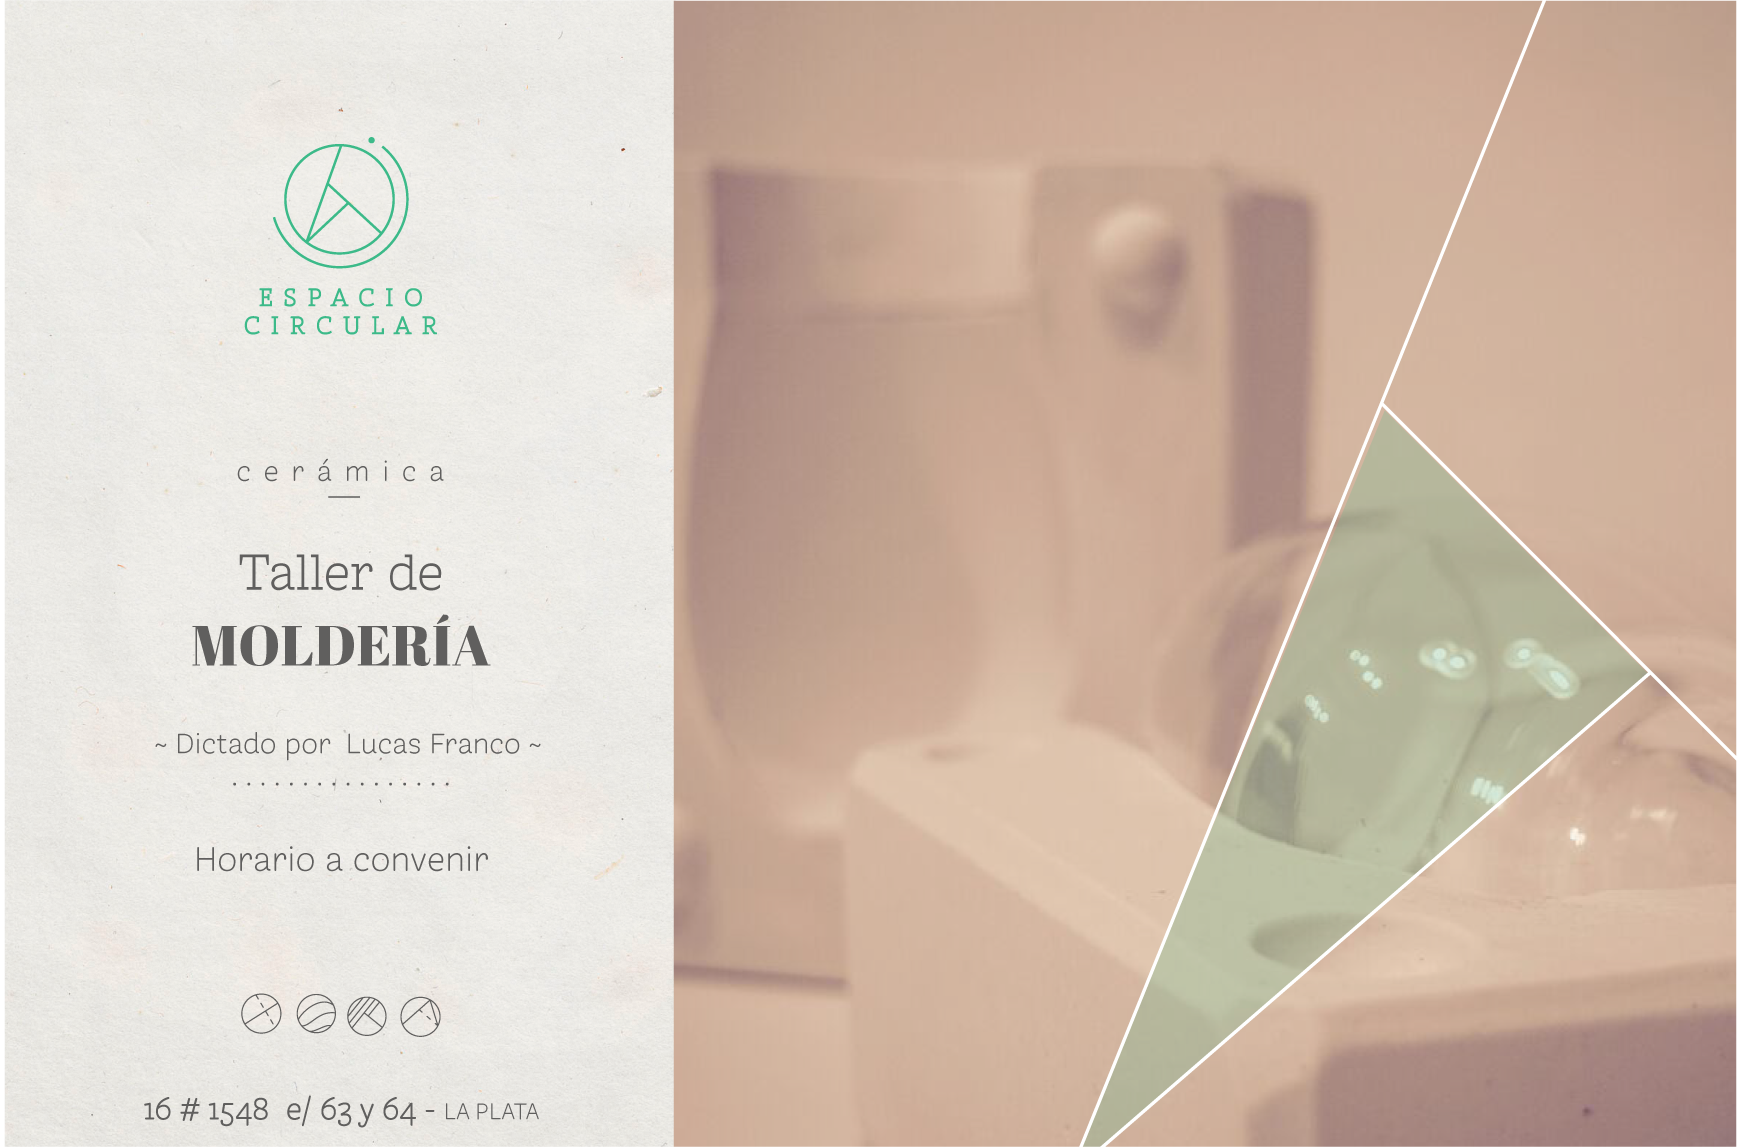 ESPACIO
CIRCULAR
cerámica
Taller de
MOLDERÍA
~ Dictado por Lucas Franco ~
Horario a convenir
16 # 1548 e/ 63 y 64 - LA PLATA